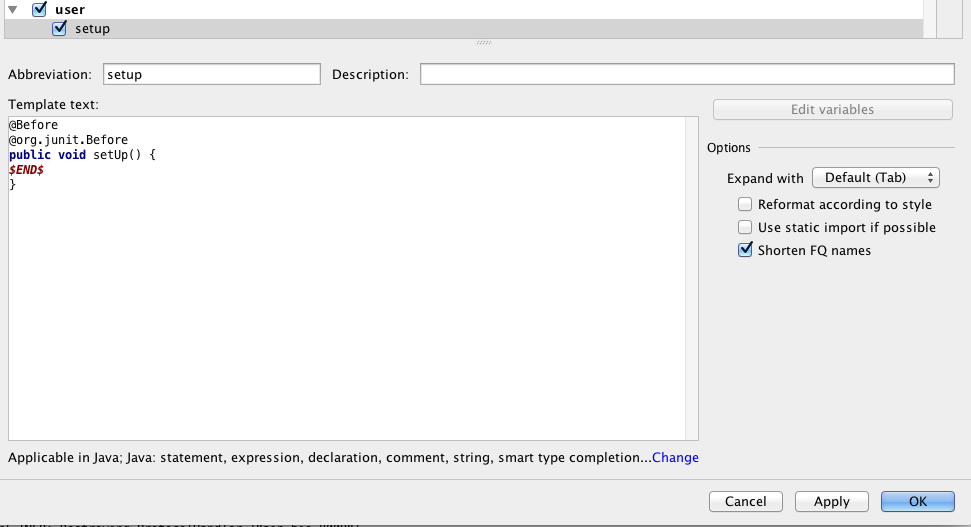 user
setup
Abbreviation: setup Description:
Template text:
Edit variables
@Before
@org.junit.Before
public void setUp() {
$END$
}
Options
Expand with Default (Tab)
Reformat according to style
Use static import if possible
Shorten FQ names
Applicable in Java; Java: statement, expression, declaration, comment, string, smart type completion...Change
Cancel Apply OK